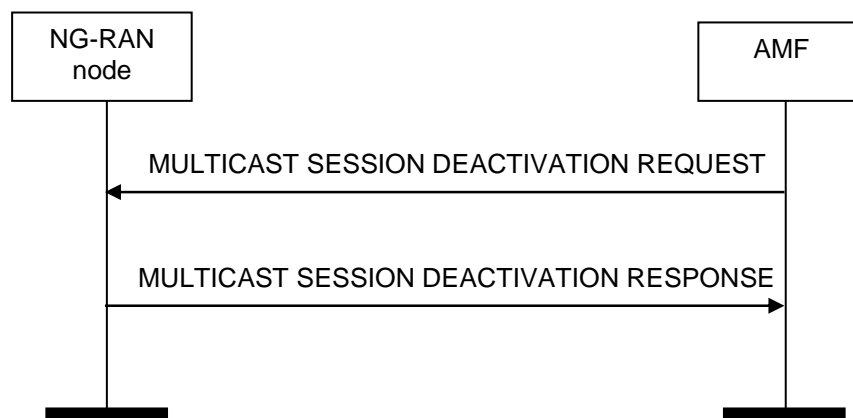 NG-RAN
node
AMF
MULTICAST SESSION DEACTIVATION REQUEST
MULTICAST SESSION DEACTIVATION RESPONSE